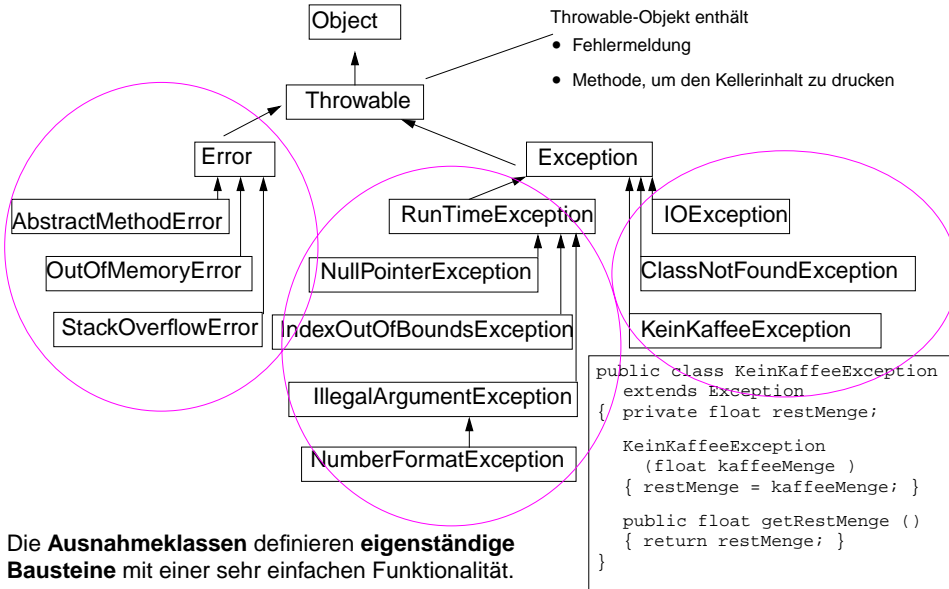 Object
Throwable-Objekt enthält
• Fehlermeldung
• Methode, um den Kellerinhalt zu drucken
Throwable
Error
Exception
AbstractMethodError
RunTimeException
IOException
OutOfMemoryError
NullPointerException
ClassNotFoundException
StackOverflowError
IndexOutOfBoundsException
KeinKaffeeException
IllegalArgumentException
NumberFormatException
public class KeinKaffeeException
extends Exception
{ private float restMenge;
KeinKaffeeException
(float kaffeeMenge )
{ restMenge = kaffeeMenge; }
public float getRestMenge ()
{ return restMenge; }
}
Die Ausnahmeklassen definieren eigenständige
Bausteine mit einer sehr einfachen Funktionalität.